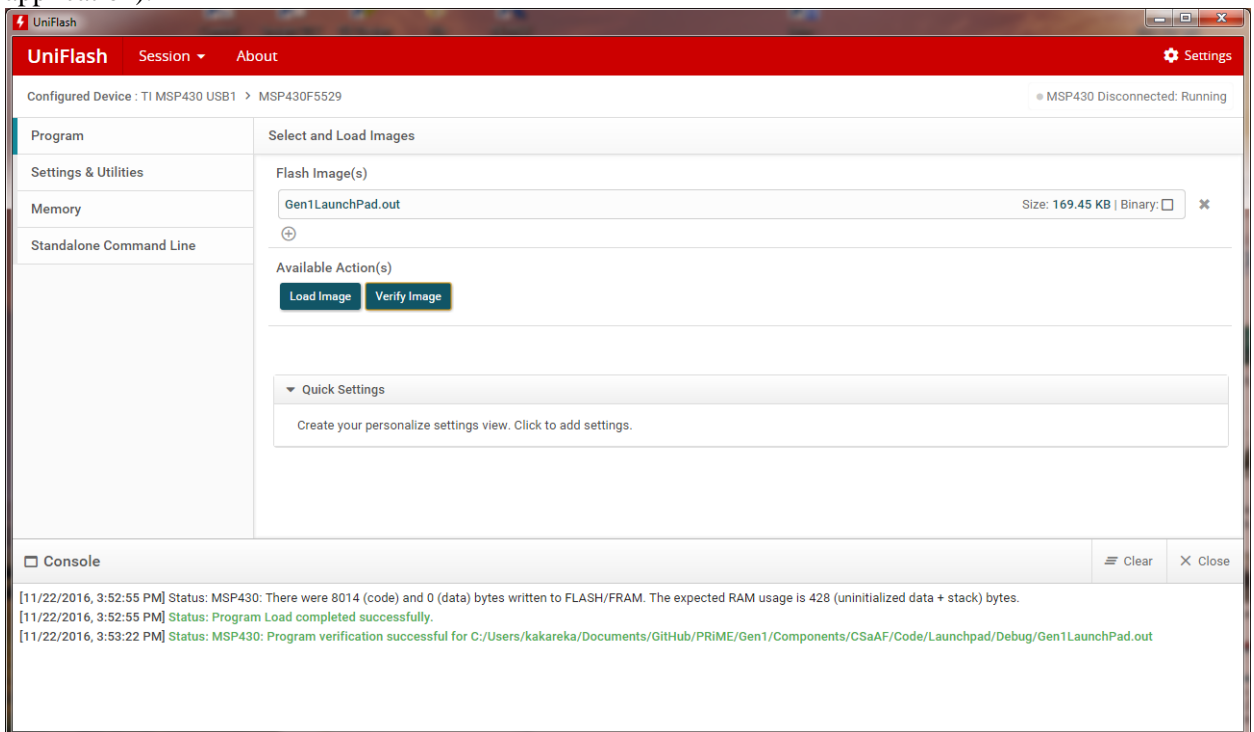 UniFlash
UniFlash Session About Settings
Configured Device : TI MSP430 USB1 > MSP430F5529 MSP430 Disconnected: Running
Program
Select and Load Images
Settings & Utilities
Flash Image(s)
Memory
Gen1LaunchPad.out Size: 169.45 KB | Binary:
Standalone Command Line
Available Action(s)
Load Image Verify Image
Quick Settings
Create your personalize settings view. Click to add settings.
Console Clear Close
[11/22/2016, 3:52:55 PM] Status: MSP430: There were 8014 (code) and 0 (data) bytes written to FLASH/FRAM. The expected RAM usage is 428 (uninitialized data + stack) bytes.
[11/22/2016, 3:52:55 PM] Status: Program Load completed successfully.
[11/22/2016, 3:53:22 PM] Status: MSP430: Program verification successful for C:/Users/kakareka/Documents/GitHub/PRiME/Gen1/Components/CSaAF/Code/Launchpad/Debug/Gen1LaunchPad.out